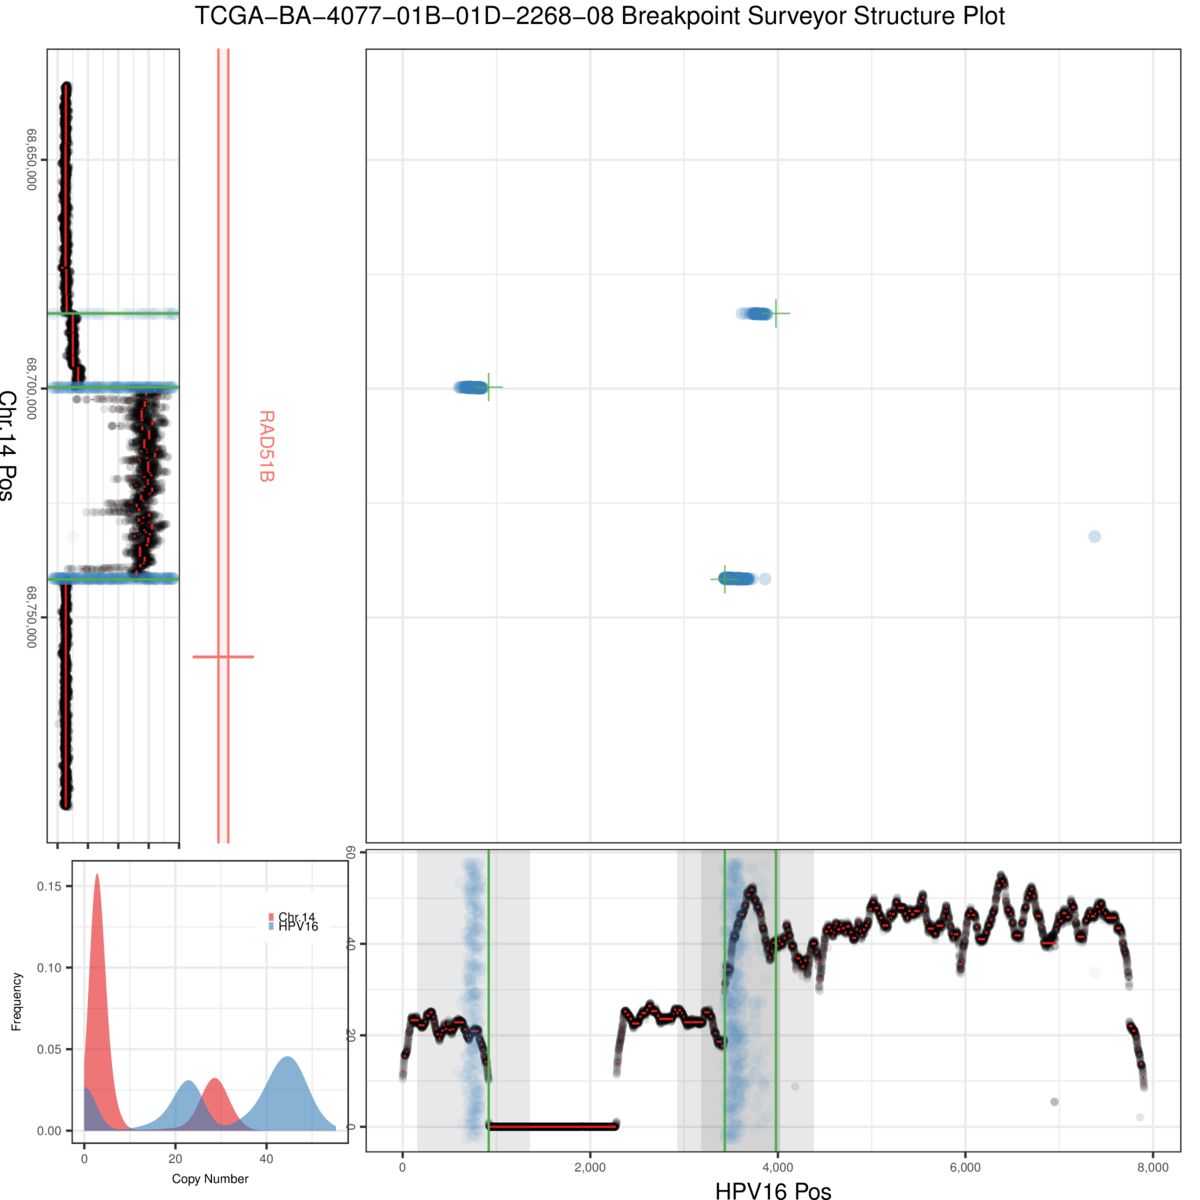 TCGA−BA−4077−01B−01D−2268−08 Breakpoint Surveyor Structure Plot
Chr.14 Pos
68,650,000
68,700,000
68,750,000
RAD51B
Frequency
0.15
0.10
0.05
0.00
Chr.14
HPV16
0
20
40
Copy Number
60
40
20
0
0
2,000
4,000
6,000
8,000
HPV16 Pos